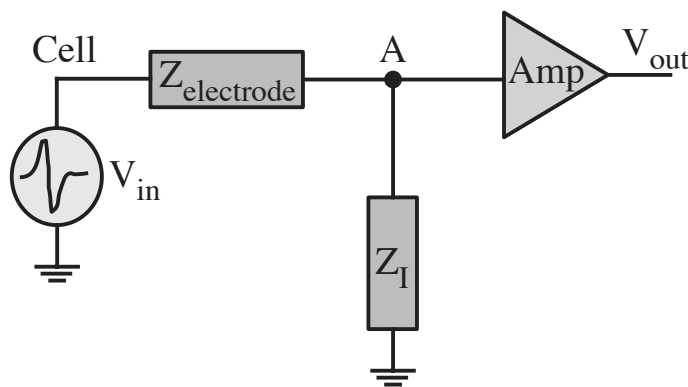 Cell
Z_electrode
A
Amp
V_out
V_in
Z_I